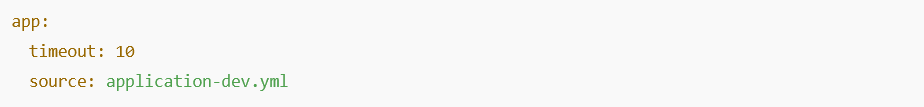 app:
  timeout: 10
  source: application-dev.yml